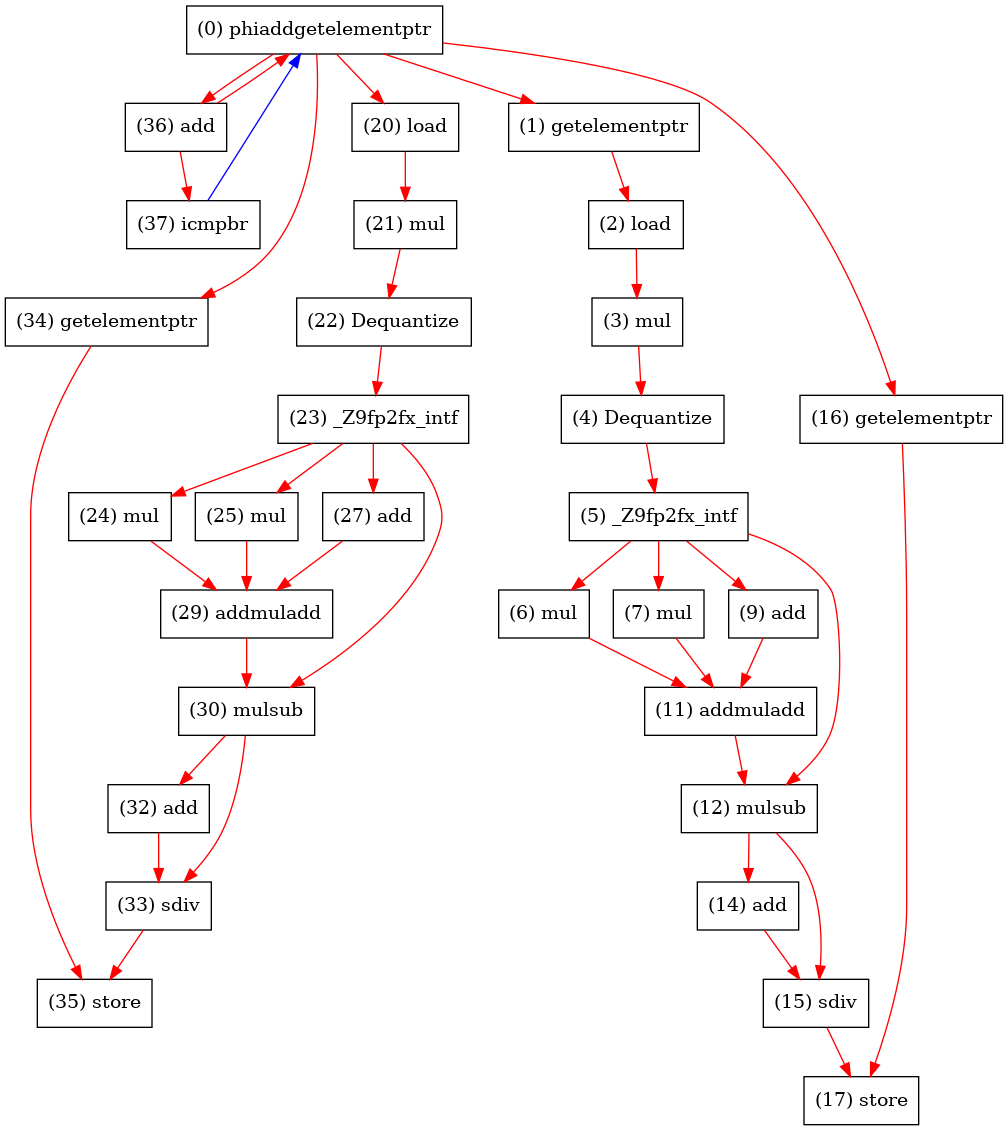 (0) phiaddgetelementptr
(36) add
(20) load
(1) getelementptr
(37) icmpbr
(21) mul
(2) load
(34) getelementptr
(22) Dequantize
(3) mul
(23) _Z9fp2fx_intf
(4) Dequantize
(16) getelementptr
(24) mul
(25) mul
(27) add
(5) _Z9fp2fx_intf
(29) addmuladd
(6) mul
(7) mul
(9) add
(30) mulsub
(11) addmuladd
(32) add
(12) mulsub
(33) sdiv
(14) add
(35) store
(15) sdiv
(17) store